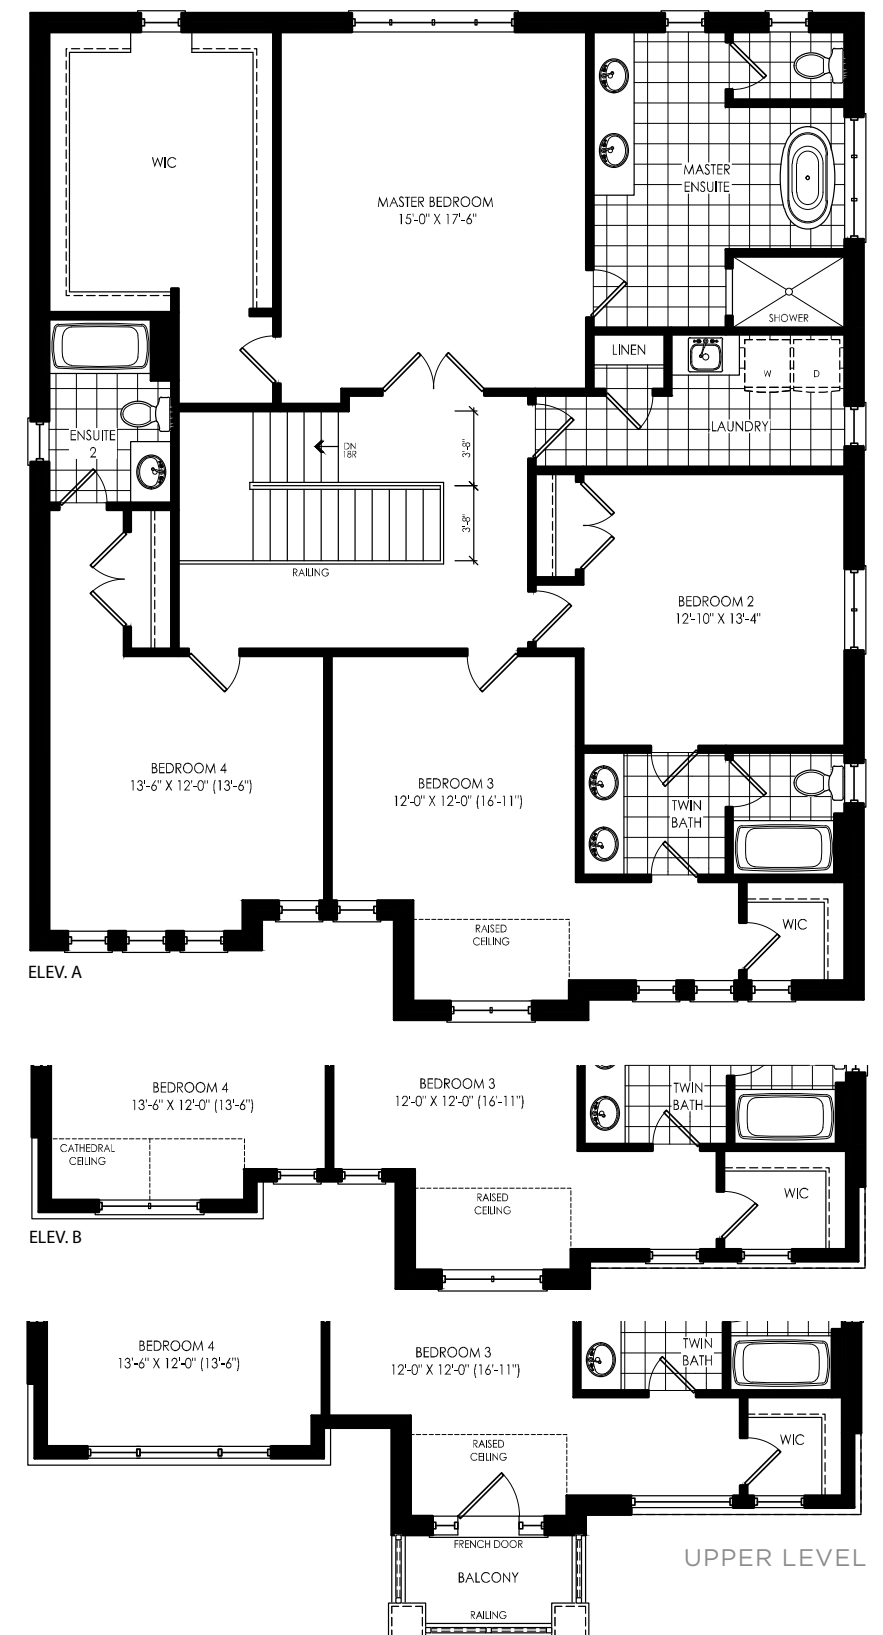 WIC
MASTER BEDROOM
15'-0" X 17'-6"
MASTER
ENSUITE
SHOWER
LINEN
W
D
LAUNDRY
ENSUITE
2
DN
18R
3'-8"
3'-8"
RAILING
BEDROOM 2
12'-10" X 13'-4"
BEDROOM 4
13'-6" X 12'-0" (13'-6")
BEDROOM 3
12'-0" X 12'-0" (16'-11")
TWIN
BATH
RAISED
CEILING
WIC
ELEV. A
BEDROOM 4
13'-6" X 12'-0" (13'-6")
BEDROOM 3
12'-0" X 12'-0" (16'-11")
TWIN
BATH
CATHEDRAL
CEILING
RAISED
CEILING
WIC
ELEV. B
BEDROOM 4
13'-6" X 12'-0" (13'-6")
BEDROOM 3
12'-0" X 12'-0" (16'-11")
TWIN
BATH
RAISED
CEILING
WIC
FRENCH DOOR
BALCONY
RAILING
UPPER LEVEL